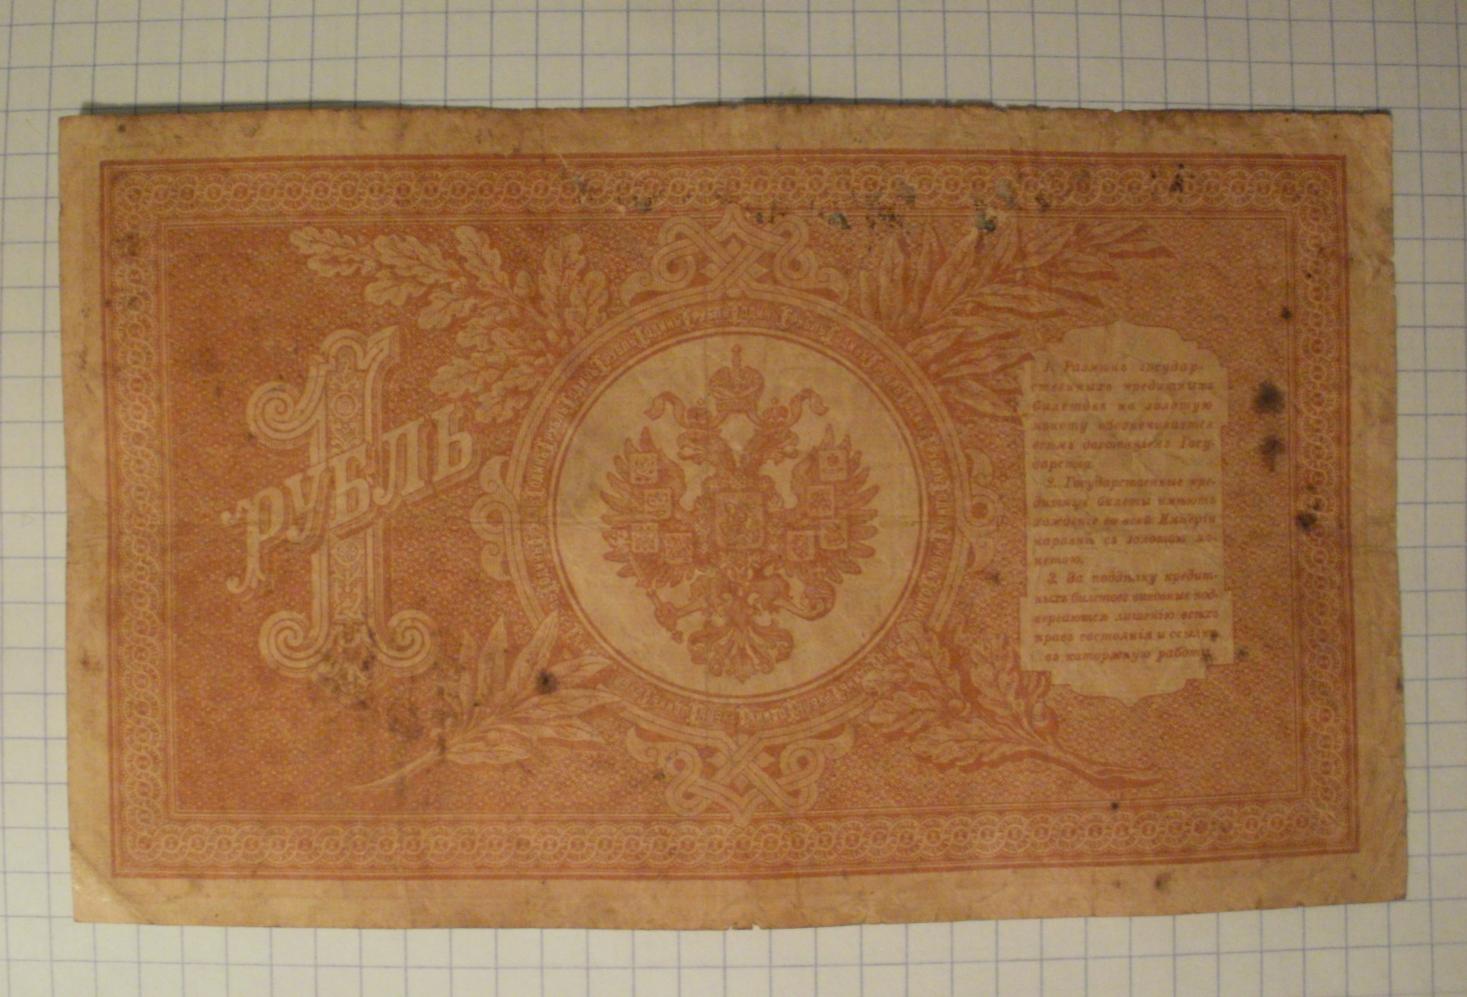 1
РУБЛЬ
1. Размѣнъ государ-
ственныхъ кредитныхъ
билетовъ на золотую
монету обезпечивается
всѣмъ достояніемъ Госу-
дарства.
2. Государственные кре-
дитные билеты имѣютъ
хожденіе во всей Имперіи
наравнѣ съ золотою мо-
нетою.
3. За поддѣлку кредит-
ныхъ билетовъ виновные под-
вергаются лишенію всѣхъ
правъ состоянія и ссылкѣ
въ каторжную работу.